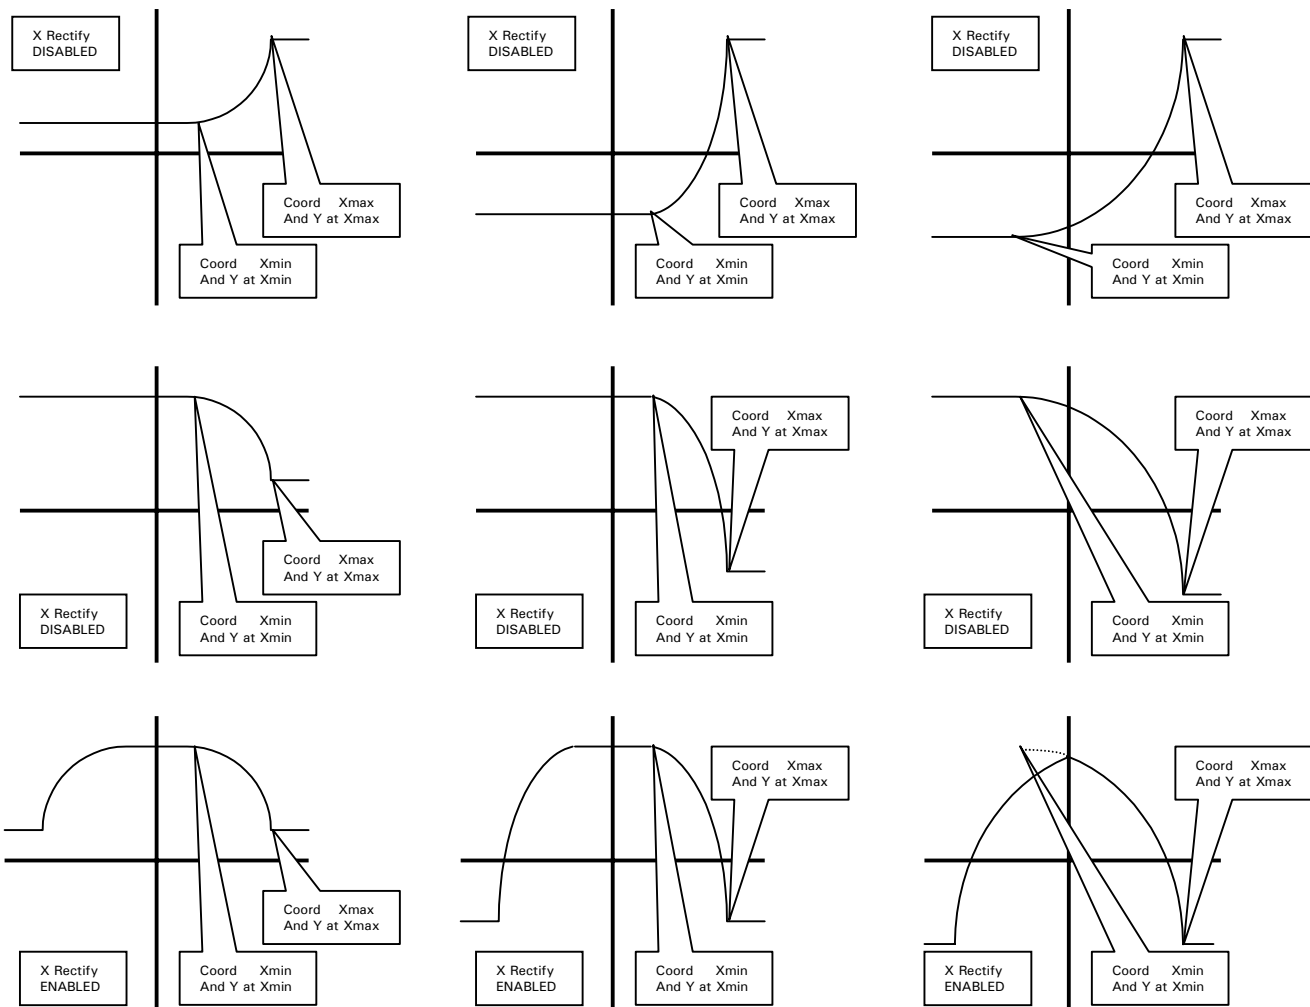 X Rectify
DISABLED
X Rectify
DISABLED
X Rectify
DISABLED
Coord Xmax
And Y at Xmax
Coord Xmax
And Y at Xmax
Coord Xmax
And Y at Xmax
Coord Xmin
And Y at Xmin
Coord Xmin
And Y at Xmin
Coord Xmin
And Y at Xmin
Coord Xmax
And Y at Xmax
Coord Xmax
And Y at Xmax
Coord Xmax
And Y at Xmax
X Rectify
DISABLED
Coord Xmin
And Y at Xmin
X Rectify
DISABLED
Coord Xmin
And Y at Xmin
X Rectify
DISABLED
Coord Xmin
And Y at Xmin
Coord Xmax
And Y at Xmax
Coord Xmax
And Y at Xmax
Coord Xmax
And Y at Xmax
X Rectify
ENABLED
Coord Xmin
And Y at Xmin
X Rectify
ENABLED
Coord Xmin
And Y at Xmin
X Rectify
ENABLED
Coord Xmin
And Y at Xmin